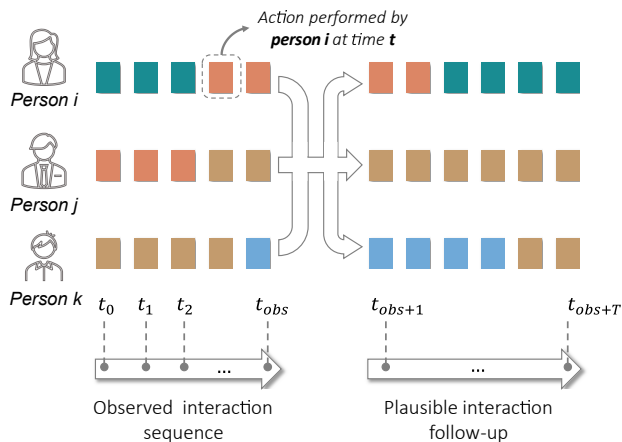 Action performed by
person i at time t
Person i
Person j
Person k
t0 t1 t2 tobs tobs+1 tobs+T
... ...
Observed interaction
sequence
Plausible interaction
follow-up